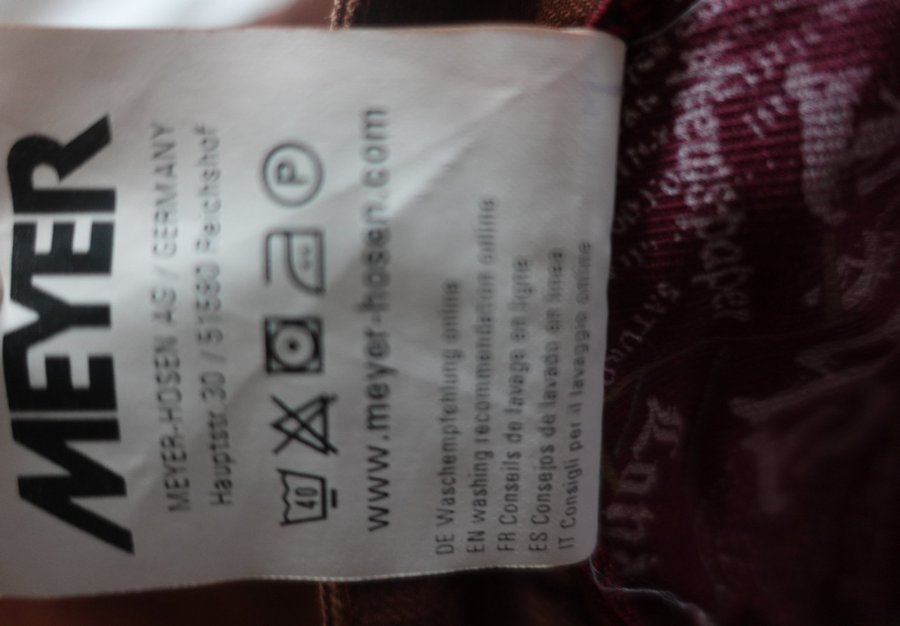 MEYER
MEYER-HOSEN AG / GERMANY
Hauptstr. 30 / 51580 Reichshof
40
P
www.meyer-hosen.com
DE Waschempfehlung online
EN washing recommendation online
FR Conseils de lavage en ligne
ES Consejos de lavado en línea
IT Consigli per il lavaggio online